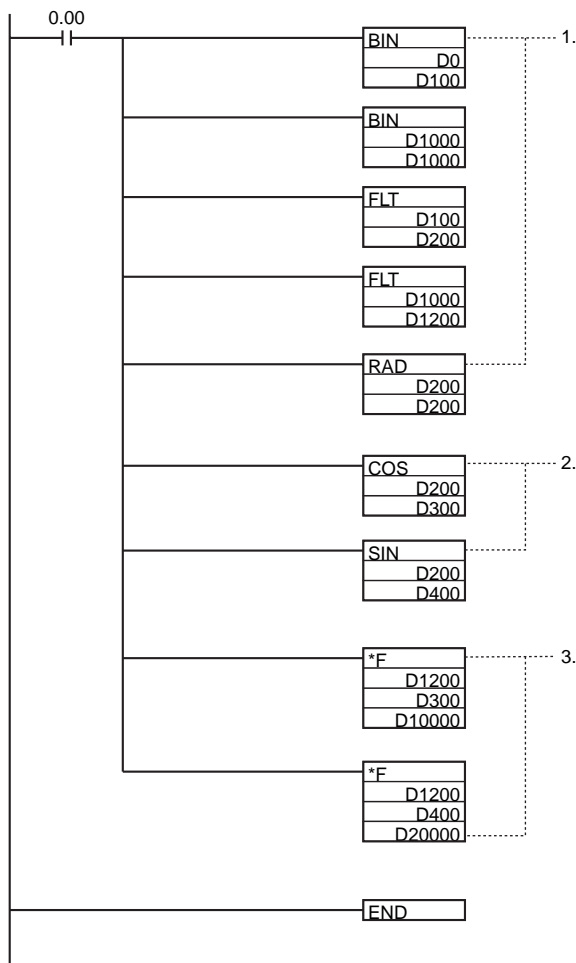 0.00
BIN
1.
D0
D100
BIN
D1000
D1000
FLT
D100
D200
FLT
D1000
D1200
RAD
D200
D200
COS
2.
D200
D300
SIN
D200
D400
*F
3.
D1200
D300
D10000
*F
D1200
D400
D20000
END